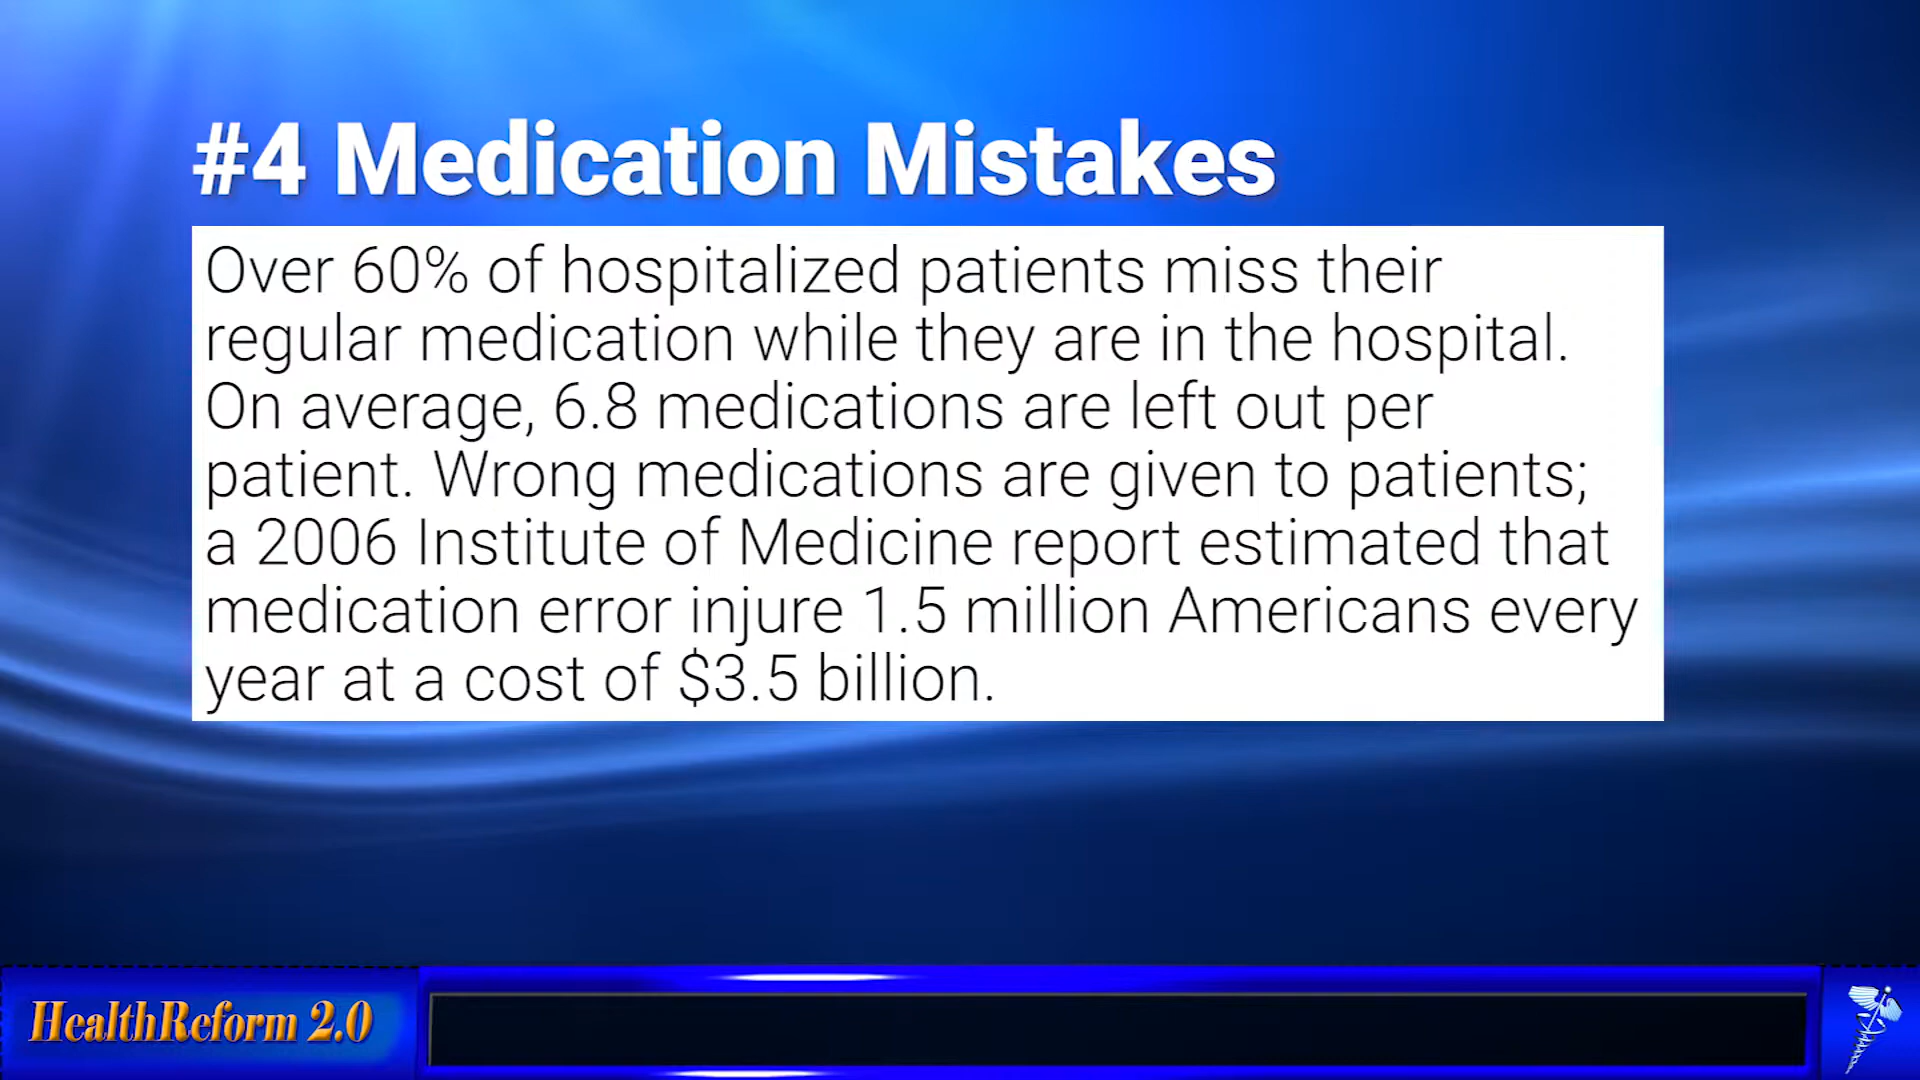 #4 Medication Mistakes
Over 60% of hospitalized patients miss their
regular medication while they are in the hospital.
On average, 6.8 medications are left out per
patient. Wrong medications are given to patients;
a 2006 Institute of Medicine report estimated that
medication error injure 1.5 million Americans every
year at a cost of $3.5 billion.
HealthReform 2.0